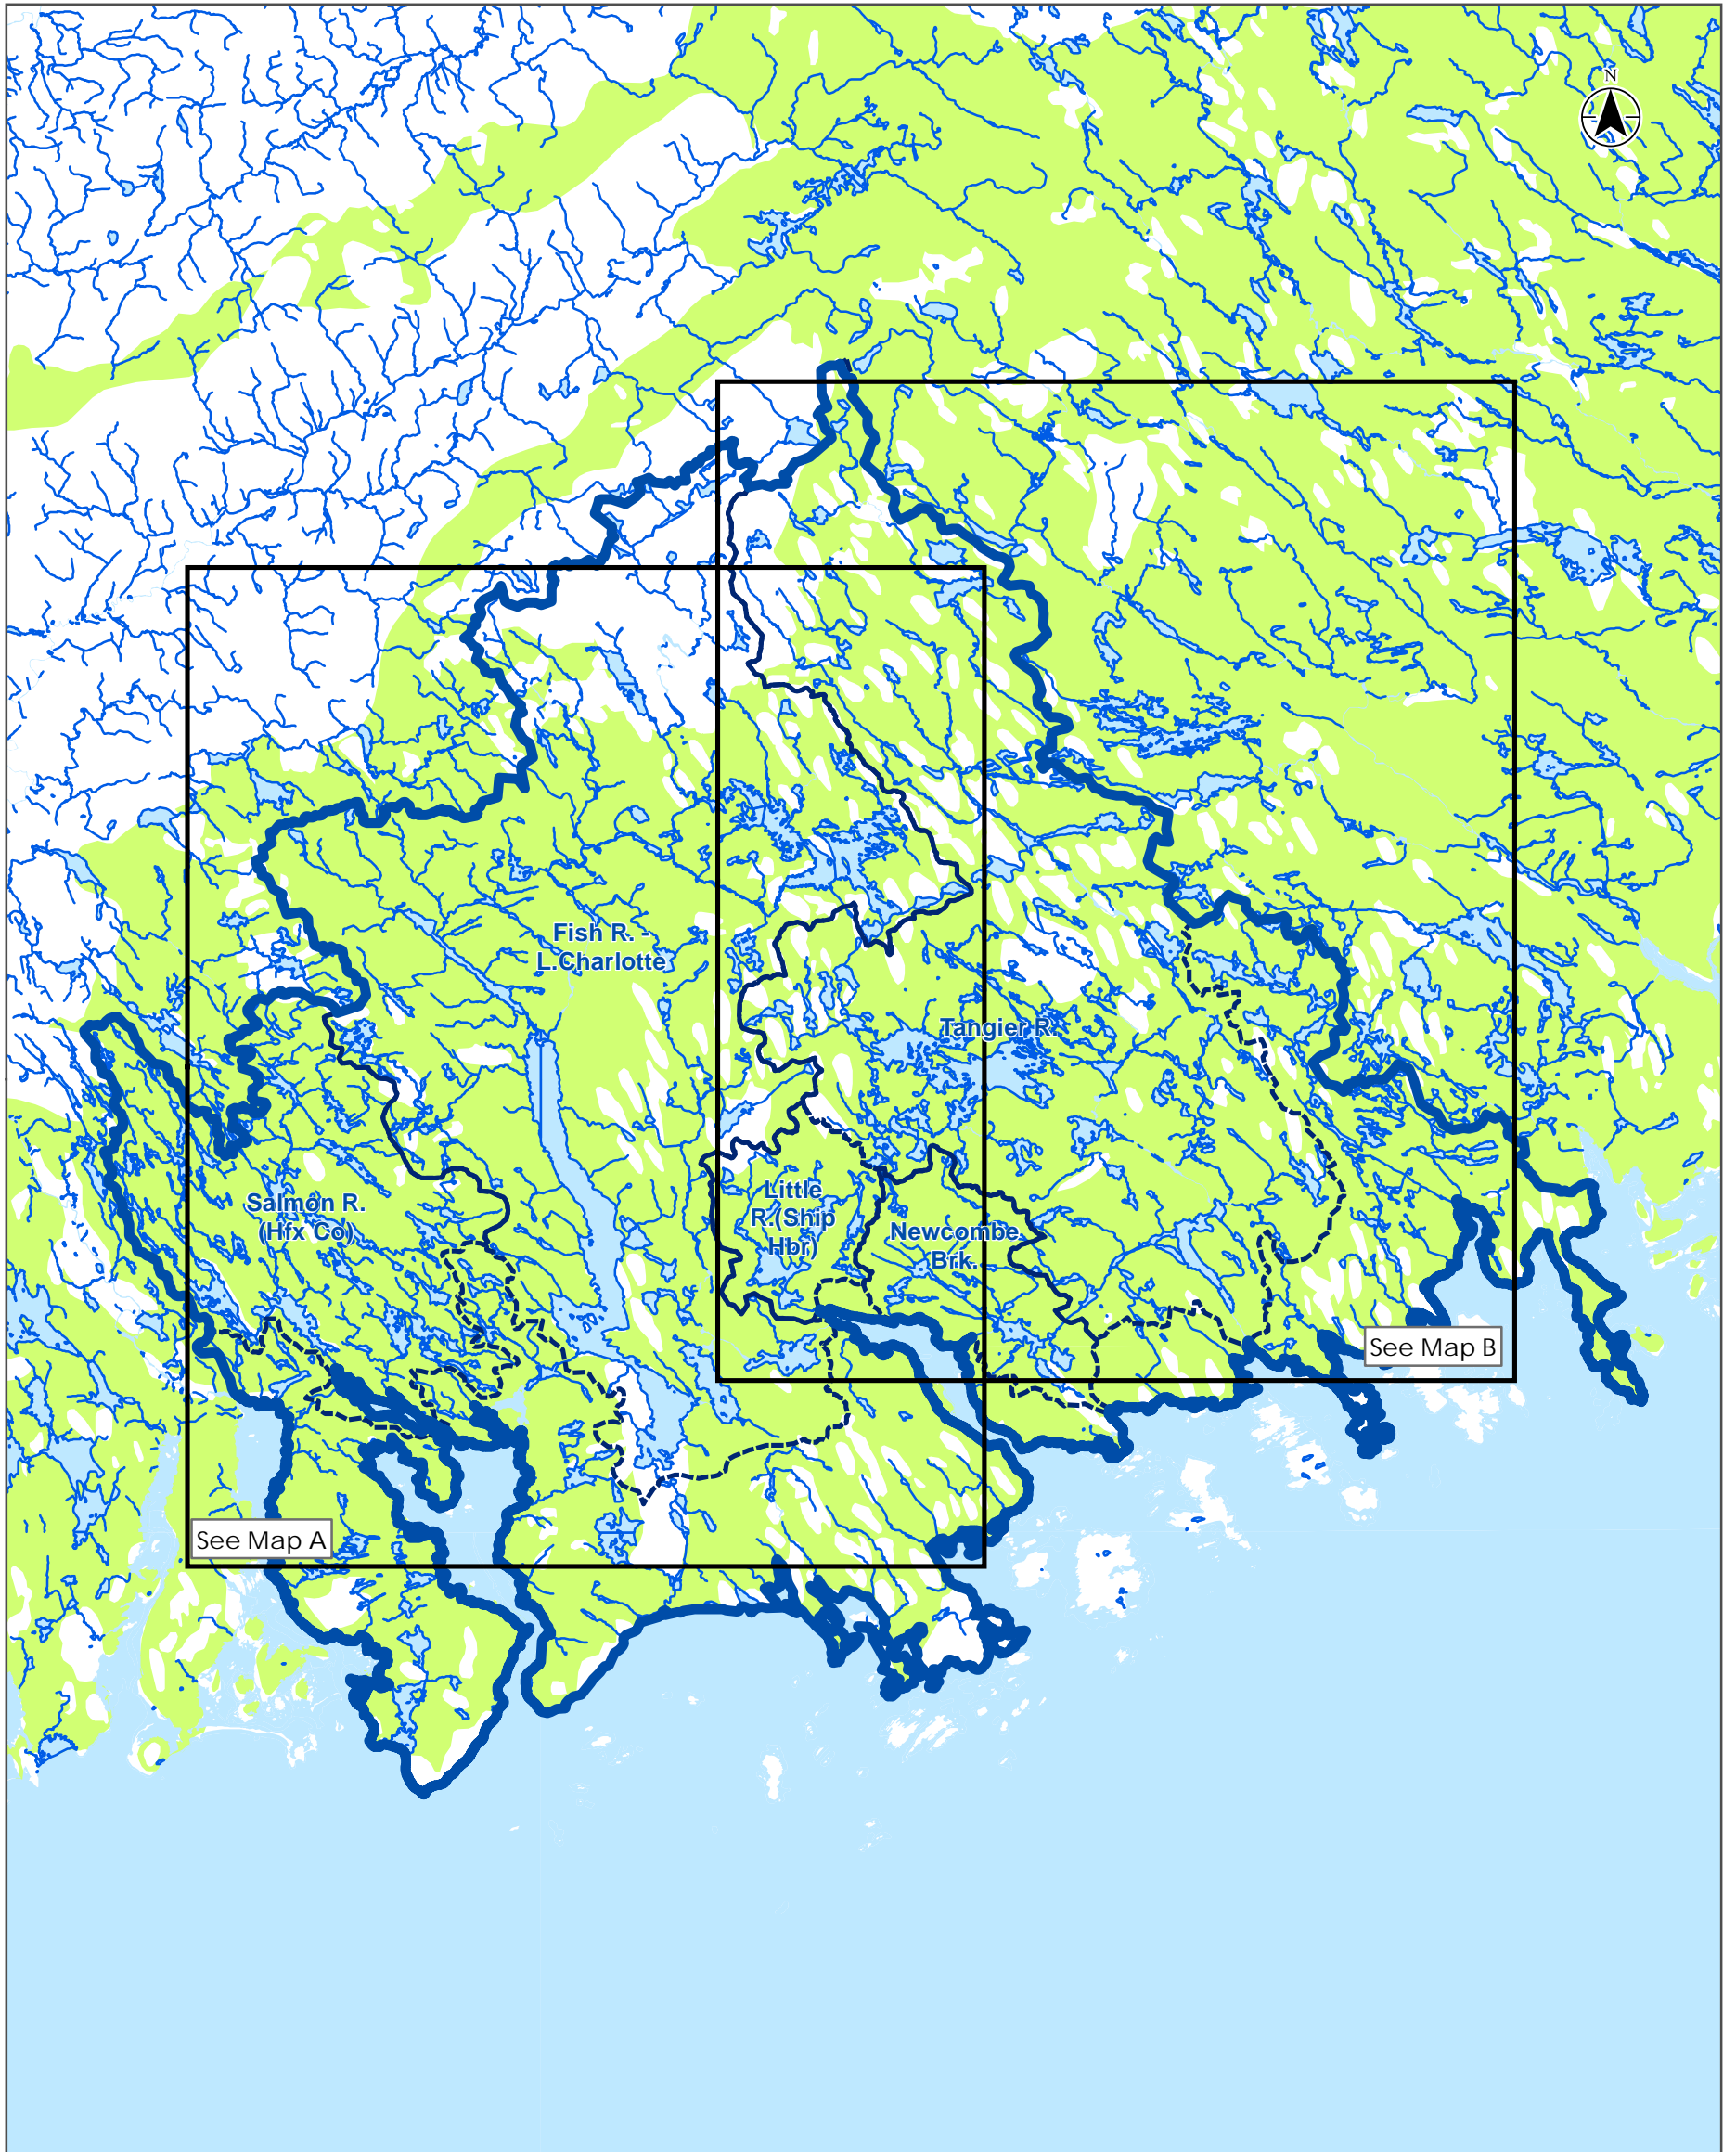 N
Fish R. -
L.Charlotte
Tangier R.
Little
R.(Ship
Hbr)
Salmon R.
(Hfx Co)
Newcombe
Brk.
See Map B
See Map A